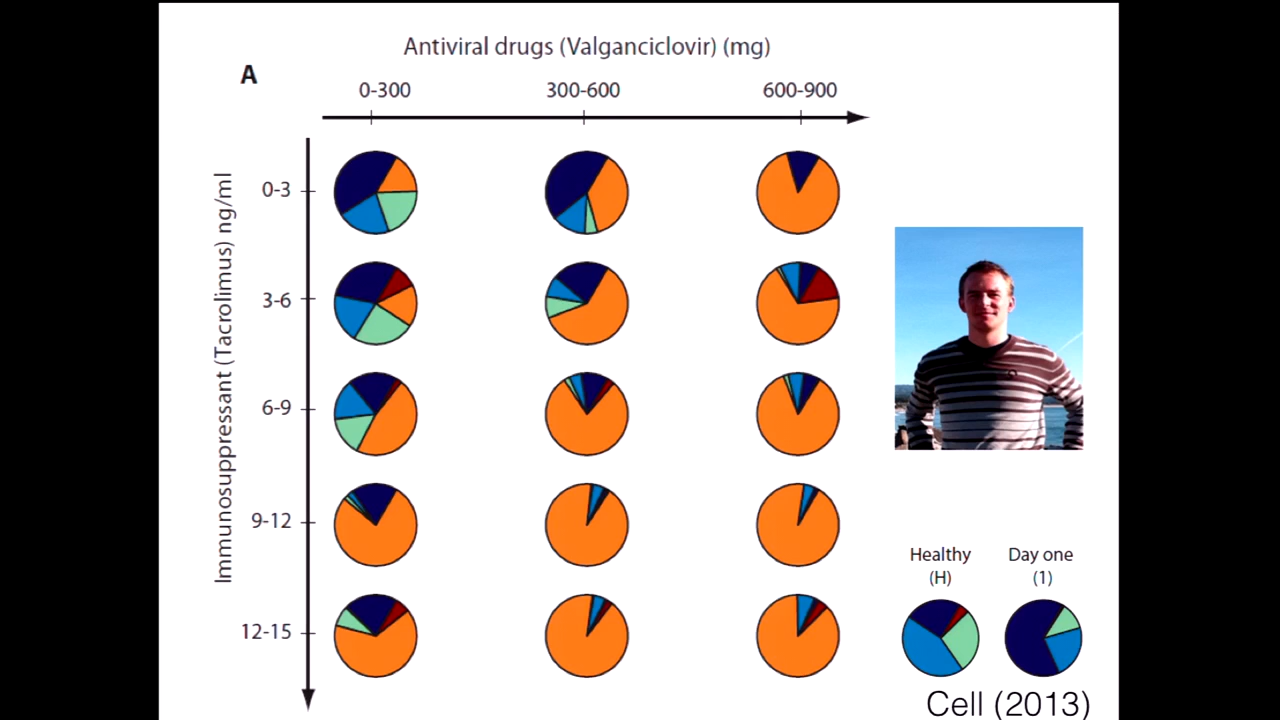 Antiviral drugs (Valganciclovir) (mg)
A
0-300 300-600 600-900
Immunosuppressant (Tacrolimus) ng/ml
0-3
3-6
6-9
9-12
12-15
Healthy
(H)
Day one
(1)
Cell (2013)